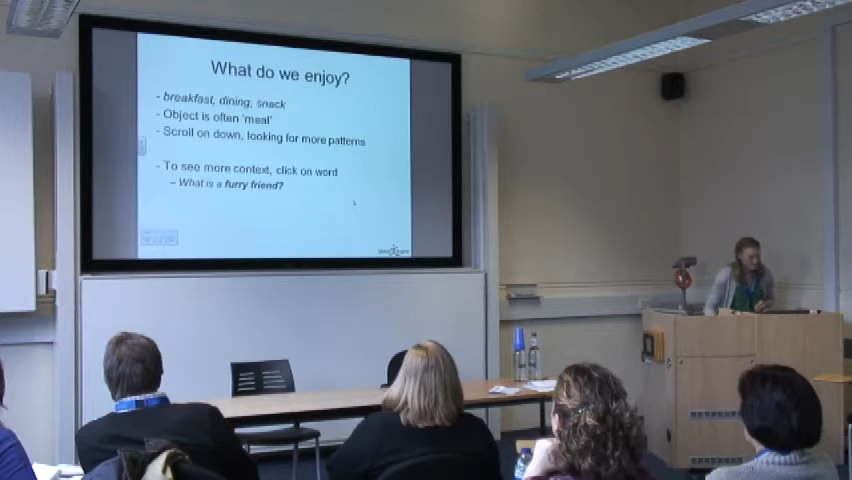 What do we enjoy?
- breakfast, dining, snack
- Object is often 'meal'
- Scroll on down, looking for more patterns
- To see more context, click on word
– What is a furry friend?